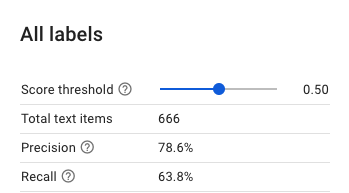 All labels
Score threshold 0.50
Total text items 666
Precision 78.6%
Recall 63.8%